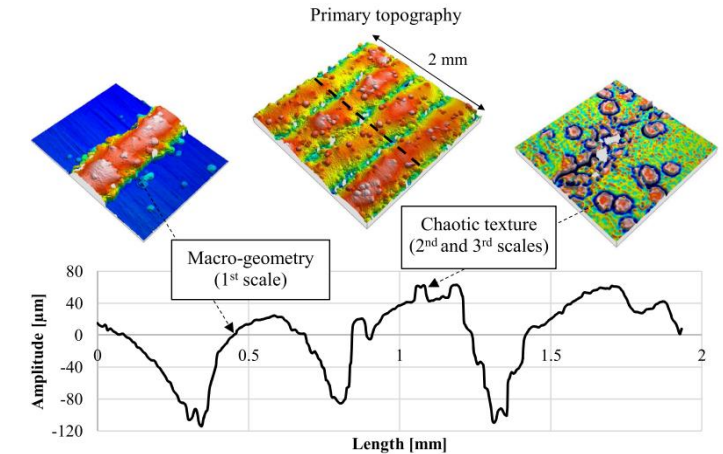 Primary topography
2 mm
Macro-geometry
(1st scale)
Chaotic texture
(2nd and 3rd scales)
Amplitude [µm]
80
40
0
-40
-80
-120
0
0.5
1
1.5
2
Length [mm]